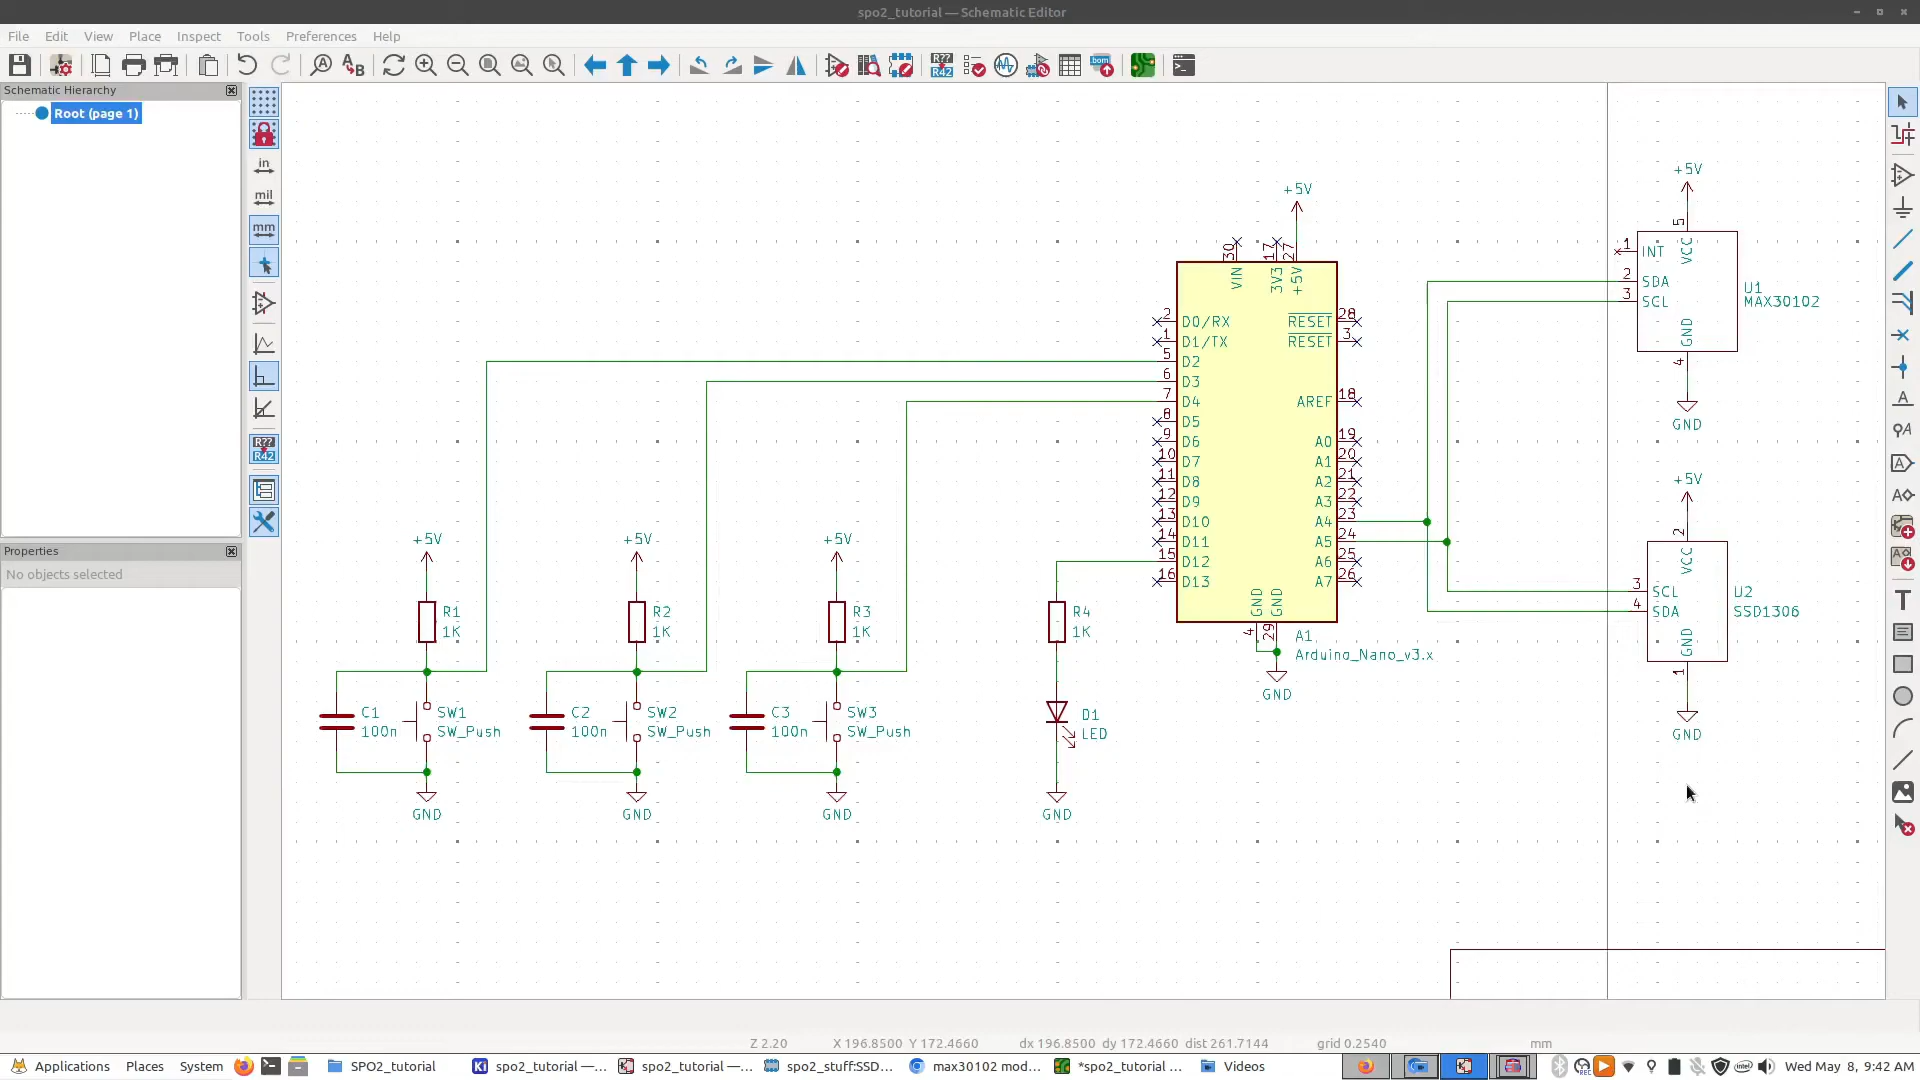 spo2_tutorial — Schematic Editor
File Edit View Place Inspect Tools Preferences Help
Schematic Hierarchy
Root (page 1)
Properties
No objects selected
in
mil
mm
R??
R42
+5V
30
17
27
VIN
3V3
+5V
2 D0/RX
1 D1/TX
5 D2
6 D3
7 D4
8 D5
9 D6
10 D7
11 D8
12 D9
13 D10
14 D11
15 D12
16 D13
RESET 28
RESET 3
AREF 18
A0 19
A1 20
A2 21
A3 22
A4 23
A5 24
A6 25
A7 26
GND
GND
4
29
A1
Arduino_Nano_v3.x
GND
+5V
5
VCC
1 INT
2 SDA
3 SCL
U1
MAX30102
GND
4
GND
+5V
2
VCC
3 SCL
4 SDA
U2
SSD1306
GND
1
GND
+5V
R1
1K
C1
100n
SW1
SW_Push
GND
+5V
R2
1K
C2
100n
SW2
SW_Push
GND
+5V
R3
1K
C3
100n
SW3
SW_Push
GND
R4
1K
D1
LED
GND
Z 2.20 X 196.8500 Y 172.4660 dx 196.8500 dy 172.4660 dist 261.7144 grid 0.2540 mm
Applications Places System SPO2_tutorial spo2_tutorial —... spo2_tutorial —... spo2_stuff:SSD... max30102 mod... *spo2_tutorial ... Videos Wed May 8, 9:42 AM